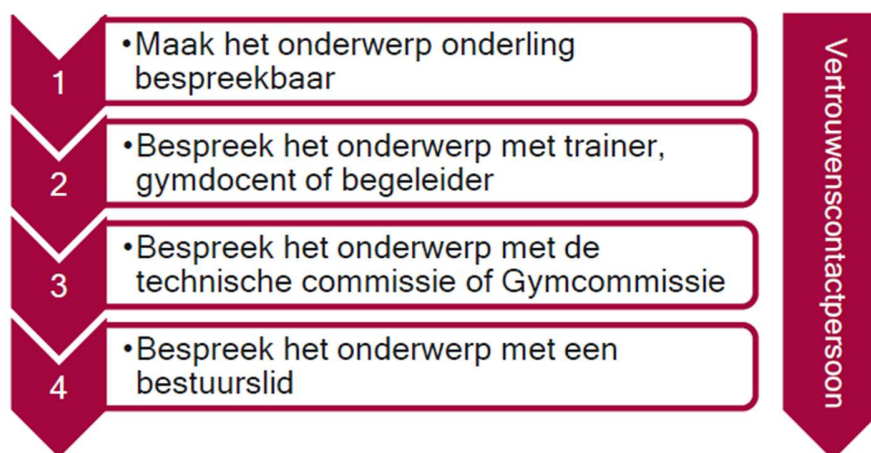 1
•Maak het onderwerp onderling
bespreekbaar
2
•Bespreek het onderwerp met trainer,
gymdocent of begeleider
3
•Bespreek het onderwerp met de
technische commissie of Gymcommissie
4
•Bespreek het onderwerp met een
bestuurslid
Vertrouwenscontactpersoon